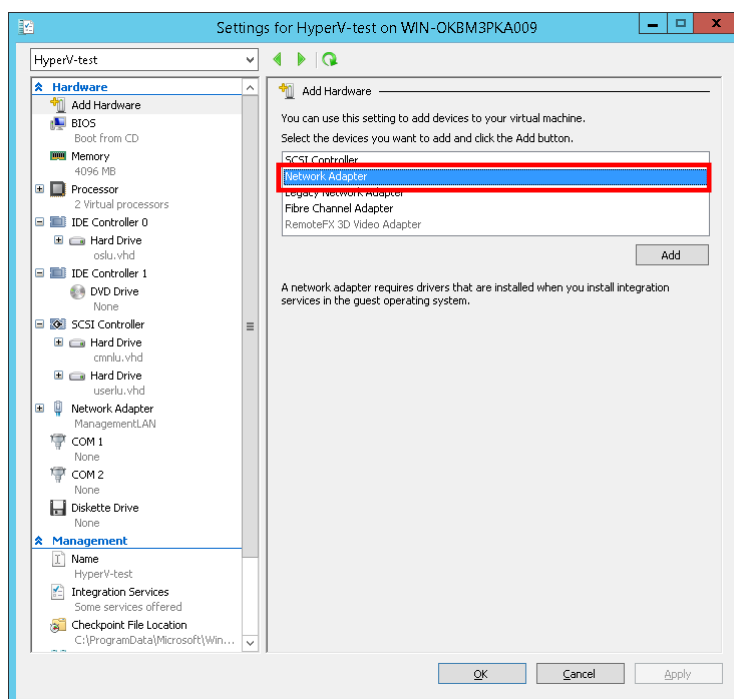 Settings for HyperV-test on WIN-OKBM3PKA009
HyperV-test
Hardware
Add Hardware
BIOS
Boot from CD
Memory
4096 MB
Processor
2 Virtual processors
IDE Controller 0
Hard Drive
oslu.vhd
IDE Controller 1
DVD Drive
None
SCSI Controller
Hard Drive
cmnlu.vhd
Hard Drive
userlu.vhd
Network Adapter
ManagementLAN
COM 1
None
COM 2
None
Diskette Drive
None
Management
Name
HyperV-test
Integration Services
Some services offered
Checkpoint File Location
C:\ProgramData\Microsoft\Win...
Add Hardware
You can use this setting to add devices to your virtual machine.
Select the devices you want to add and click the Add button.
SCSI Controller
Network Adapter
Legacy Network Adapter
Fibre Channel Adapter
RemoteFX 3D Video Adapter
Add
A network adapter requires drivers that are installed when you install integration
services in the guest operating system.
OK
Cancel
Apply